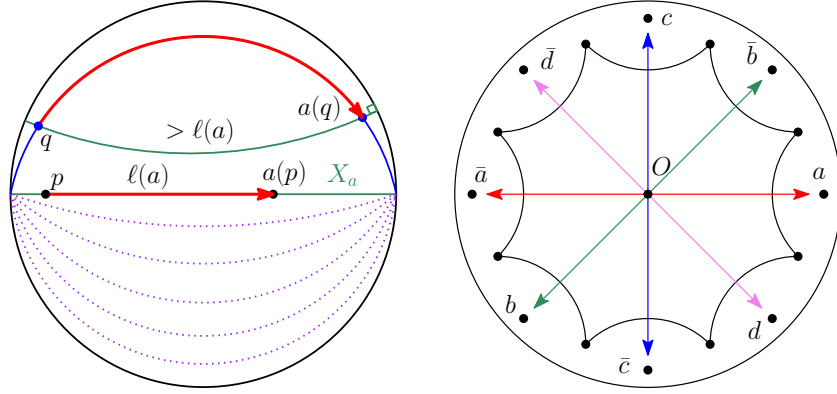 c
d̄
b̄
a(q)
> ℓ(a)
q
p
ℓ(a)
a(p)
X_a
ā
O
a
b
d
c̄